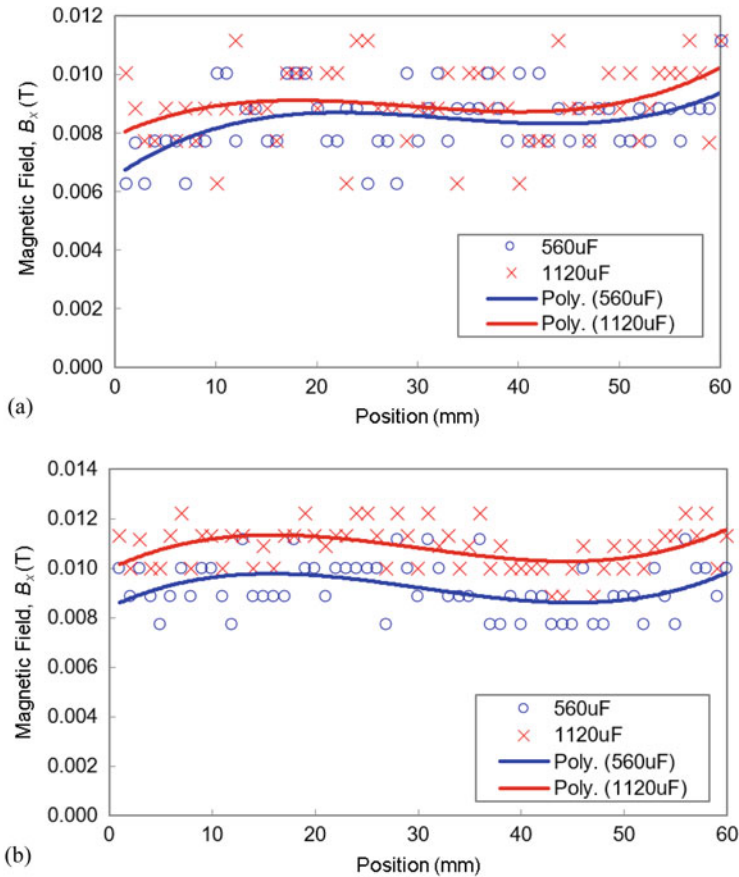 0.012
0.010
0.008
0.006
0.004
0.002
0.000
Magnetic Field, Bx (T)
560uF
1120uF
Poly. (560uF)
Poly. (1120uF)
0 10 20 30 40 50 60
Position (mm)
(a)
0.014
0.012
0.010
0.008
0.006
0.004
0.002
0.000
Magnetic Field, Bx (T)
560uF
1120uF
Poly. (560uF)
Poly. (1120uF)
0 10 20 30 40 50 60
Position (mm)
(b)